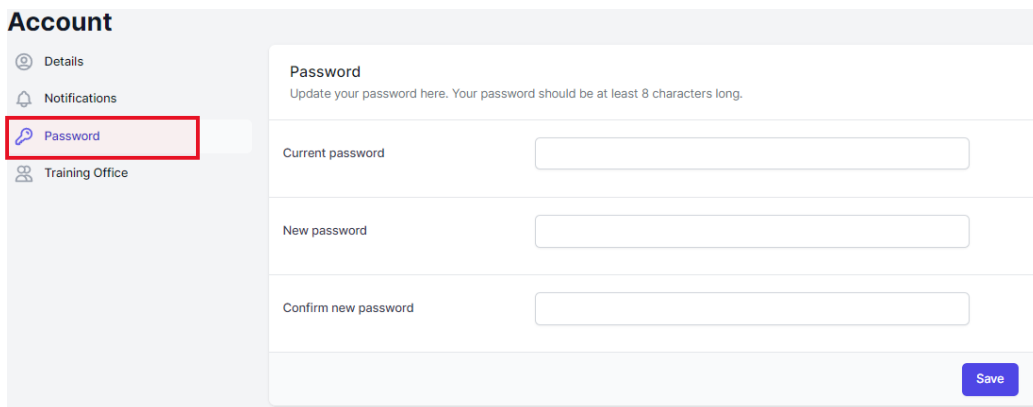 Account
Details
Notifications
Password
Training Office
Password
Update your password here. Your password should be at least 8 characters long.
Current password
New password
Confirm new password
Save